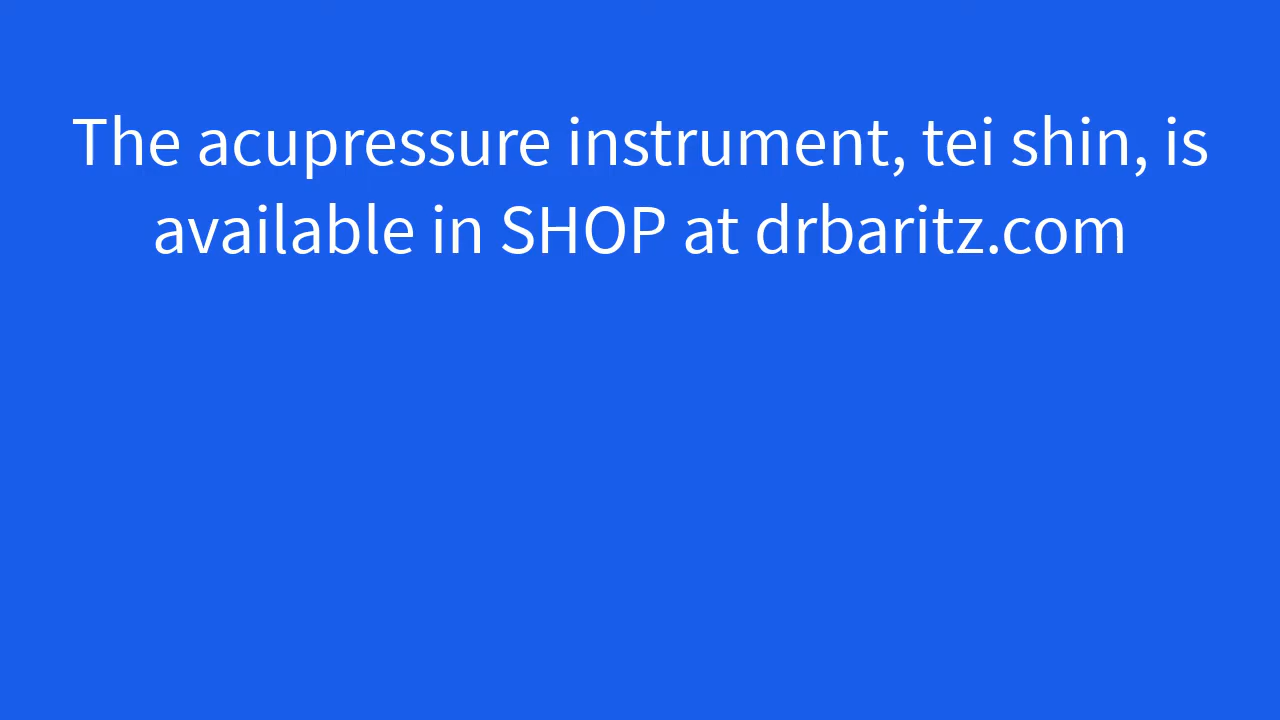 The acupressure instrument, tei shin, is
available in SHOP at drbaritz.com